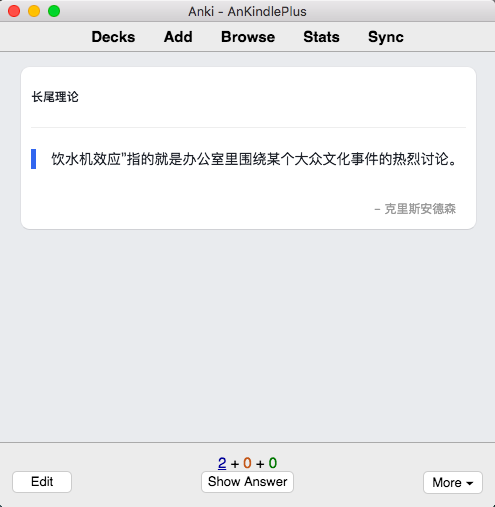 Anki - AnKindlePlus
Decks Add Browse Stats Sync
长尾理论
饮水机效应”指的就是办公室里围绕某个大众文化事件的热烈讨论。
– 克里斯安德森
2 + 0 + 0
Edit Show Answer More